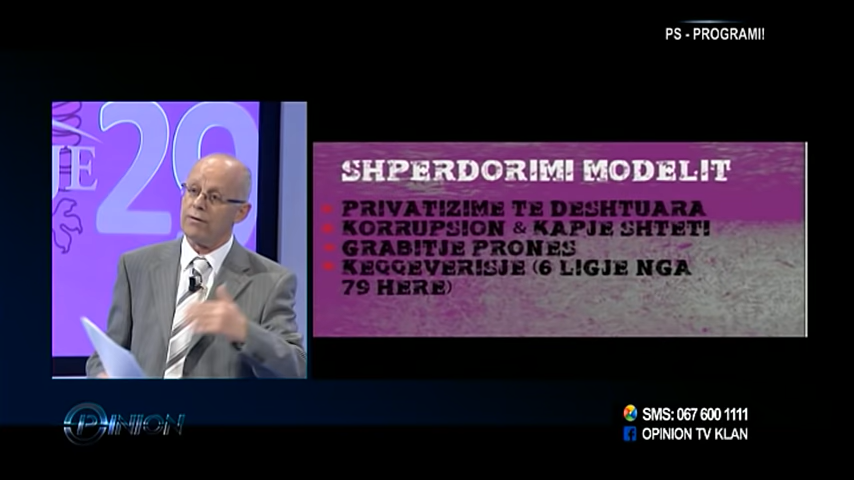 PS - PROGRAMI!
JE 29
SHPERDORIMI MODELIT
PRIVATIZIME TE DESHTUARA
KORRUPSION & KAPJE SHTETI
GRABITJE PRONES
KEQQEVERISJE (6 LIGJE NGA
79 HERE)
OPINION
SMS: 067 600 1111
OPINION TV KLAN